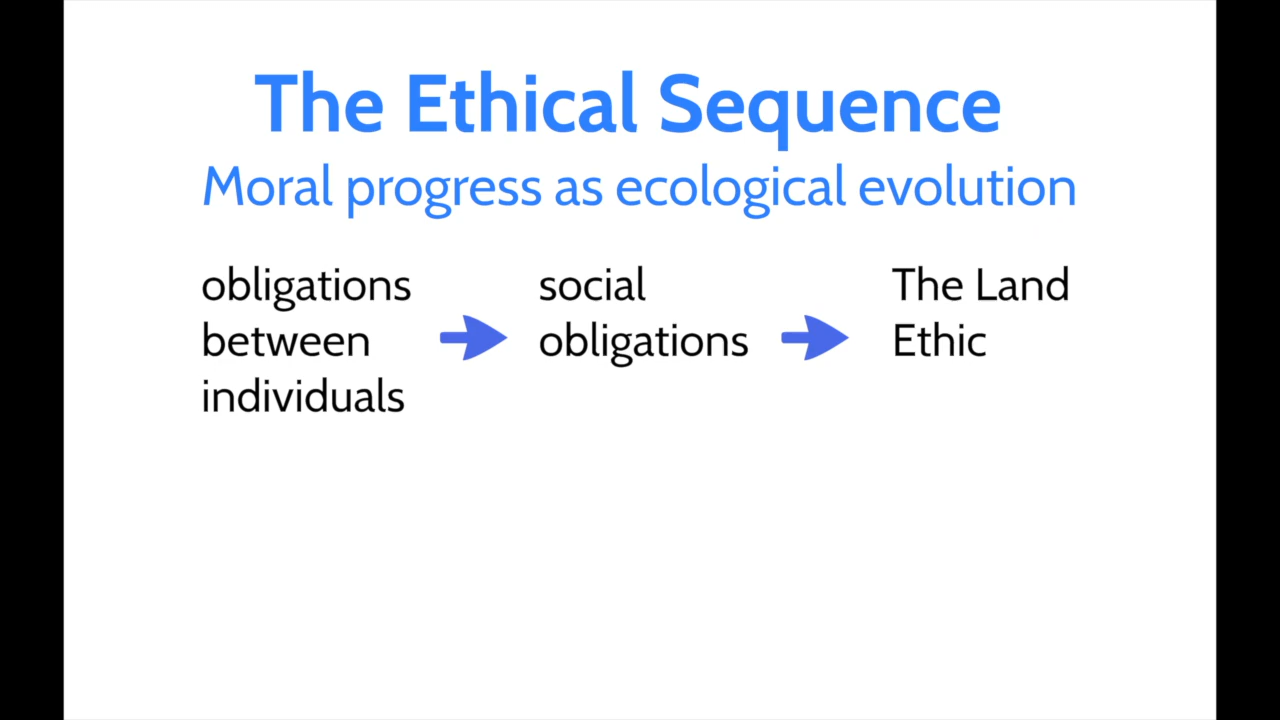 The Ethical Sequence
Moral progress as ecological evolution
obligations
between
individuals
social
obligations
The Land
Ethic